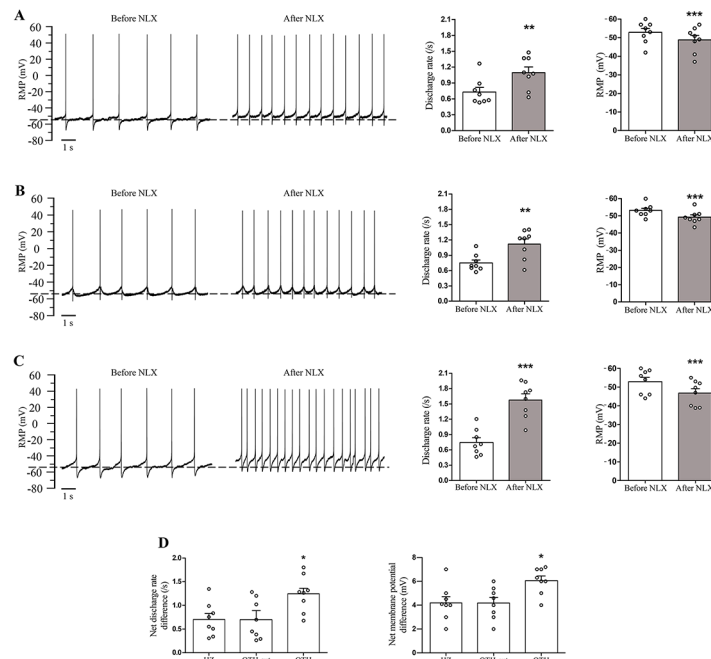 A
Before NLX
After NLX
RMP (mV)
60
40
20
0
-20
-40
-60
-80
1 s
Discharge rate (/s)
2.1
1.8
1.5
1.2
0.9
0.6
0.3
0.0
**
Before NLX
After NLX
RMP (mV)
-60
-50
-40
-30
-20
-10
0
***
Before NLX
After NLX
B
Before NLX
After NLX
RMP (mV)
60
40
20
0
-20
-40
-60
-80
1 s
Discharge rate (/s)
1.8
1.5
1.2
0.9
0.6
0.3
0.0
**
Before NLX
After NLX
RMP (mV)
-60
-50
-40
-30
-20
-10
0
***
Before NLX
After NLX
C
Before NLX
After NLX
RMP (mV)
60
40
20
0
-20
-40
-60
-80
1 s
Discharge rate (/s)
2.1
1.8
1.5
1.2
0.9
0.6
0.3
0.0
***
Before NLX
After NLX
RMP (mV)
-60
-50
-40
-30
-20
-10
0
***
Before NLX
After NLX
D
Net discharge rate
difference (/s)
2.0
1.5
1.0
0.5
0.0
*
Net membrane potential
difference (mV)
8
6
4
2
0
*